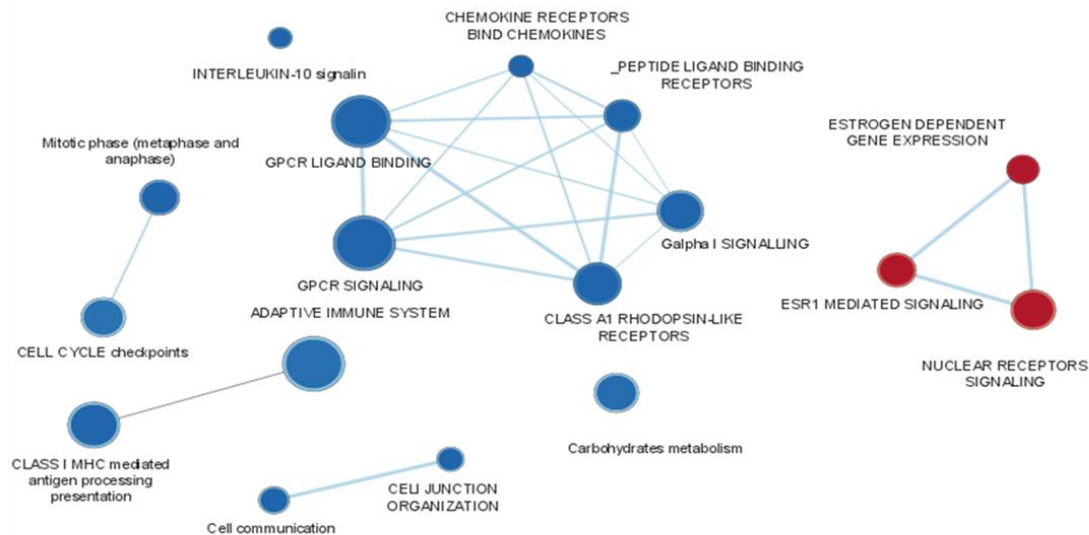 CHEMOKINE RECEPTORS
BIND CHEMOKINES
INTERLEUKIN-10 signalin
_PEPTIDE LIGAND BINDING
RECEPTORS
ESTROGEN DEPENDENT
GENE EXPRESSION
Mitotic phase (metaphase and
anaphase)
GPCR LIGAND BINDING
Galpha I SIGNALLING
GPCR SIGNALING
ESR1 MEDIATED SIGNALING
ADAPTIVE IMMUNE SYSTEM
CLASS A1 RHODOPSIN-LIKE
RECEPTORS
CELL CYCLE checkpoints
NUCLEAR RECEPTORS
SIGNALING
Carbohydrates metabolism
CLASS I MHC mediated
antigen processing
presentation
CELI JUNCTION
ORGANIZATION
Cell communication